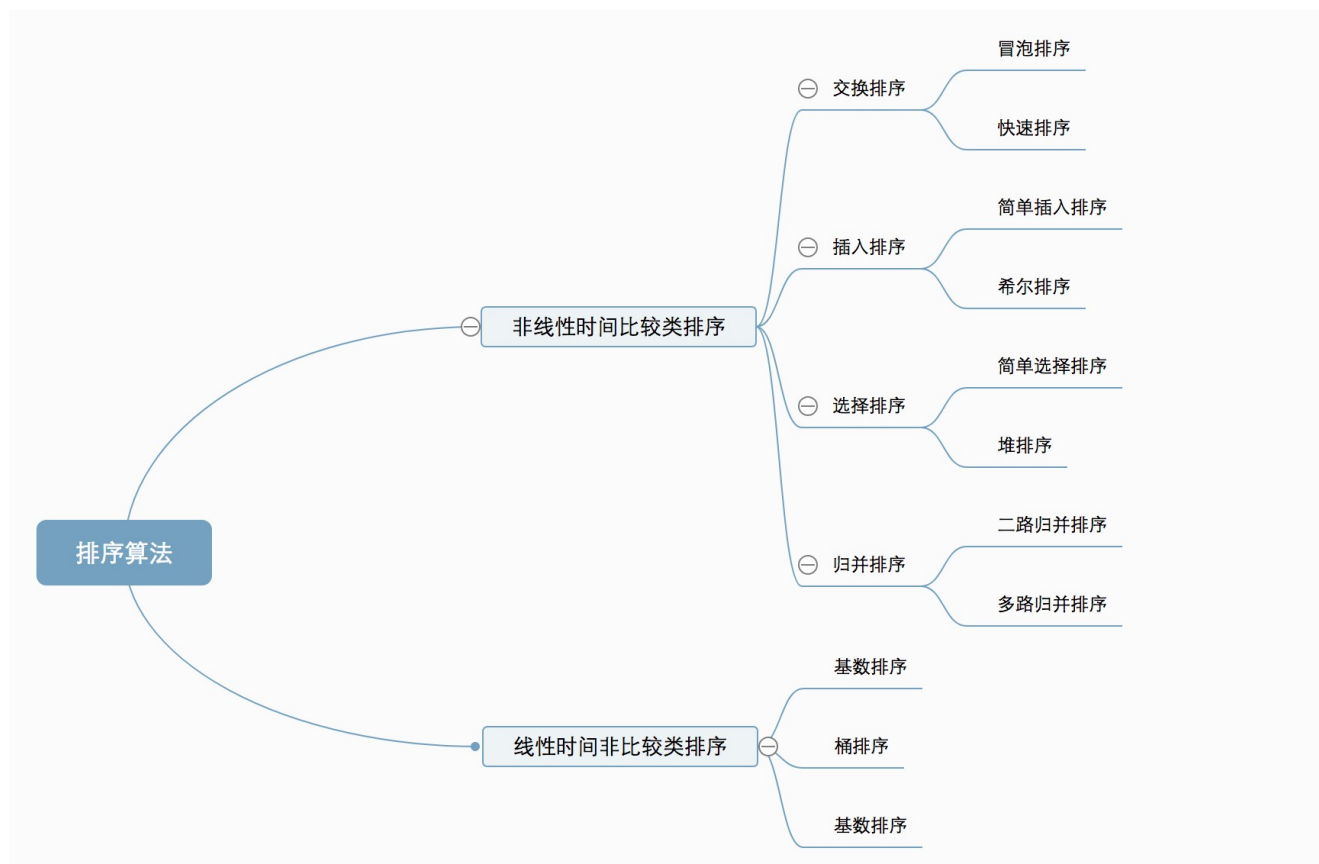 排序算法
非线性时间比较类排序
交换排序
冒泡排序
快速排序
插入排序
简单插入排序
希尔排序
选择排序
简单选择排序
堆排序
归并排序
二路归并排序
多路归并排序
线性时间非比较类排序
基数排序
桶排序
基数排序